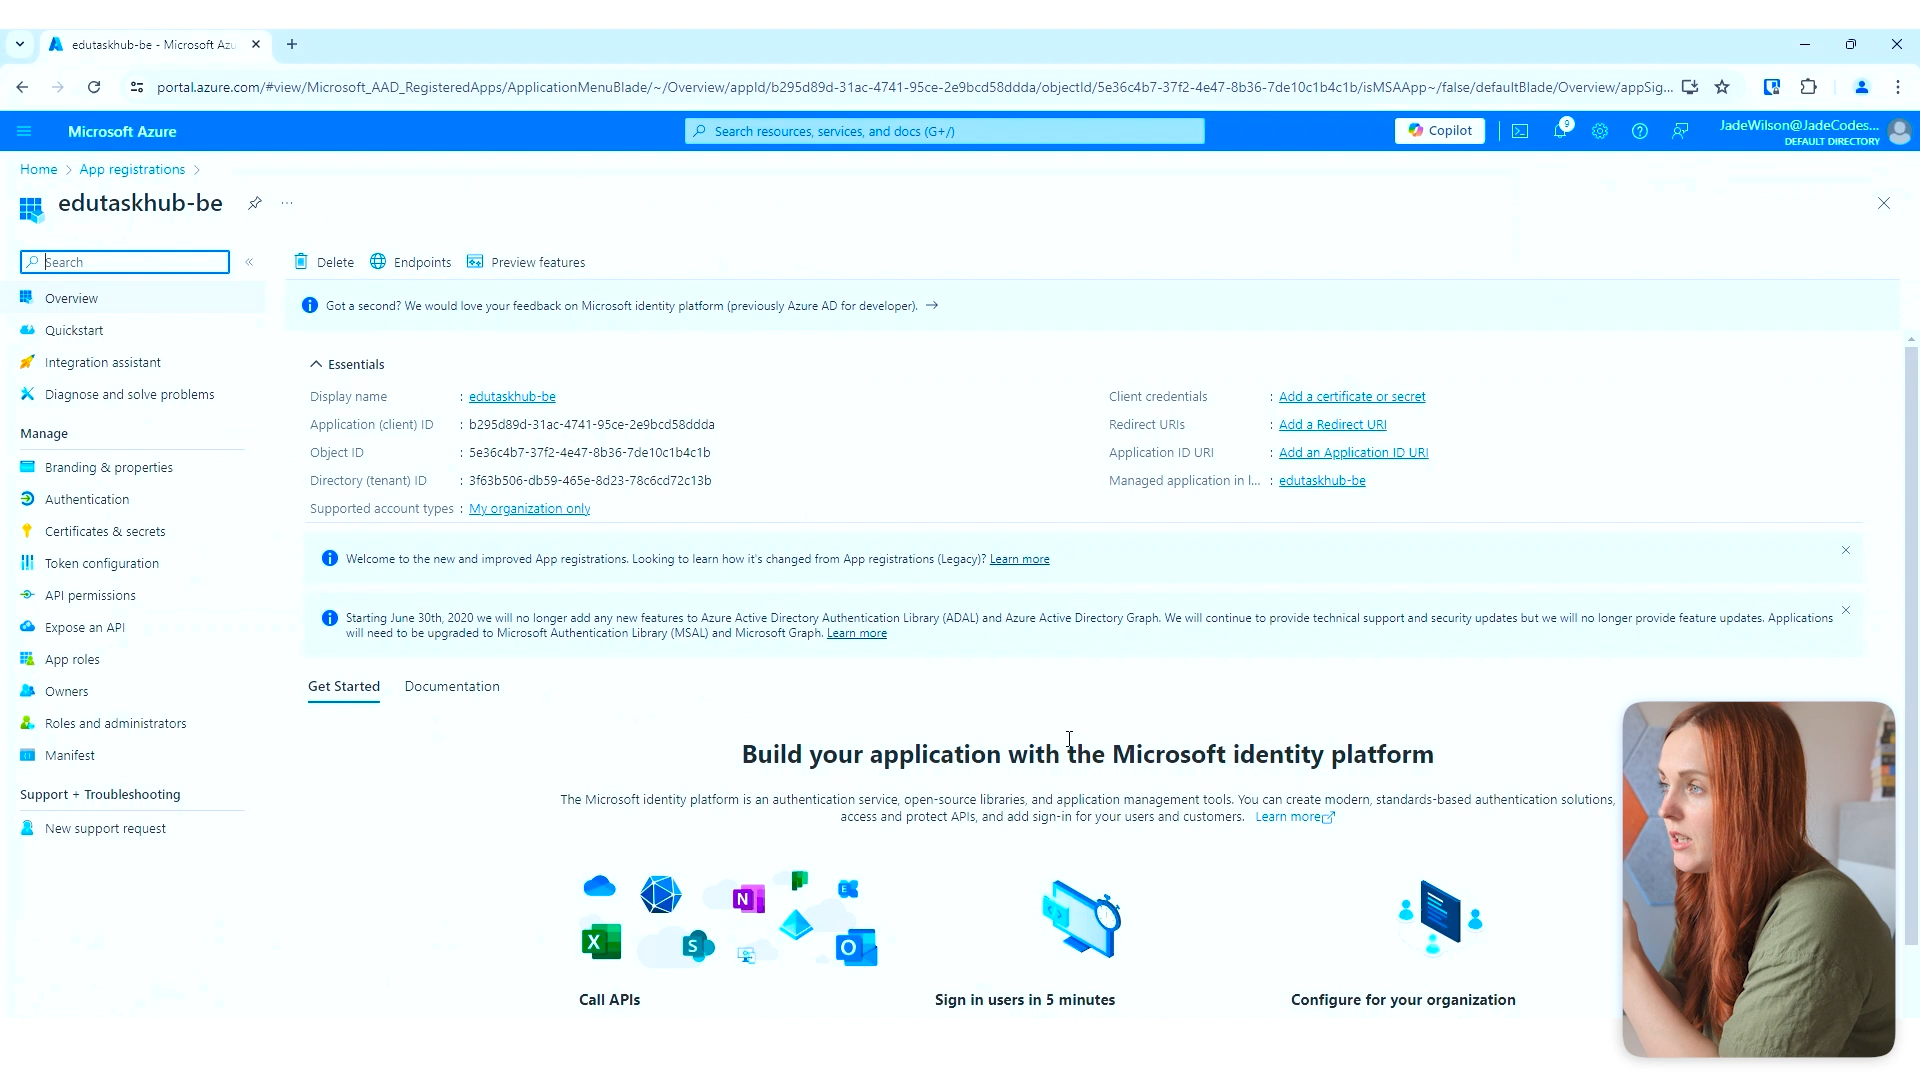 edutaskhub-be - Microsoft Azu
portal.azure.com/#view/Microsoft_AAD_RegisteredApps/ApplicationMenuBlade/~/Overview/appId/b295d89d-31ac-4741-95ce-2e9bcd58ddda/objectId/5e36c4b7-37f2-4e47-8b36-7de10c1b4c1b/isMSAApp~/false/defaultBlade/Overview/appSig...
Microsoft Azure
Search resources, services, and docs (G+/)
Copilot
9
JadeWilson@JadeCodes...
DEFAULT DIRECTORY
Home > App registrations >
edutaskhub-be
...
Search
«
Delete
Endpoints
Preview features
Overview
Quickstart
Integration assistant
Diagnose and solve problems
Manage
Branding & properties
Authentication
Certificates & secrets
Token configuration
API permissions
Expose an API
App roles
Owners
Roles and administrators
Manifest
Support + Troubleshooting
New support request
Got a second? We would love your feedback on Microsoft identity platform (previously Azure AD for developer). →
Essentials
Display name : edutaskhub-be
Application (client) ID : b295d89d-31ac-4741-95ce-2e9bcd58ddda
Object ID : 5e36c4b7-37f2-4e47-8b36-7de10c1b4c1b
Directory (tenant) ID : 3f63b506-db59-465e-8d23-78c6cd72c13b
Supported account types : My organization only
Client credentials : Add a certificate or secret
Redirect URIs : Add a Redirect URI
Application ID URI : Add an Application ID URI
Managed application in l... : edutaskhub-be
Welcome to the new and improved App registrations. Looking to learn how it's changed from App registrations (Legacy)? Learn more
Starting June 30th, 2020 we will no longer add any new features to Azure Active Directory Authentication Library (ADAL) and Azure Active Directory Graph. We will continue to provide technical support and security updates but we will no longer provide feature updates. Applications
will need to be upgraded to Microsoft Authentication Library (MSAL) and Microsoft Graph. Learn more
Get Started
Documentation
Build your application with the Microsoft identity platform
The Microsoft identity platform is an authentication service, open-source libraries, and application management tools. You can create modern, standards-based authentication solutions,
access and protect APIs, and add sign-in for your users and customers. Learn more
N
E
X
S
O
Call APIs
Sign in users in 5 minutes
Configure for your organization